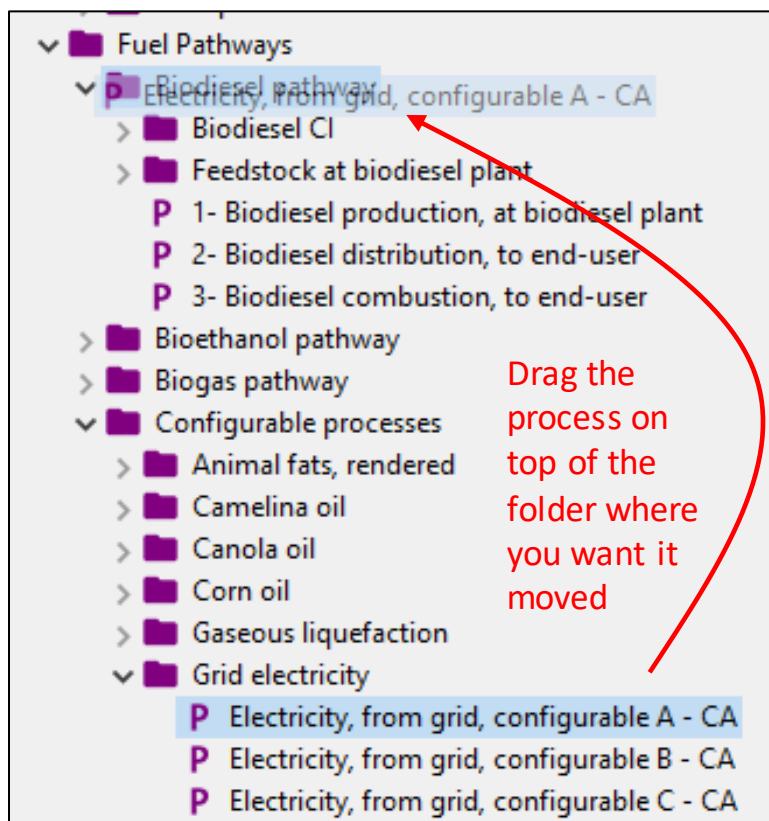 Fuel Pathways
Biodiesel pathway
P Electricity, from grid, configurable A - CA
Biodiesel CI
Feedstock at biodiesel plant
P 1- Biodiesel production, at biodiesel plant
P 2- Biodiesel distribution, to end-user
P 3- Biodiesel combustion, to end-user
Bioethanol pathway
Biogas pathway
Configurable processes
Animal fats, rendered
Camelina oil
Canola oil
Corn oil
Gaseous liquefaction
Grid electricity
P Electricity, from grid, configurable A - CA
P Electricity, from grid, configurable B - CA
P Electricity, from grid, configurable C - CA
Drag the
process on
top of the
folder where
you want it
moved